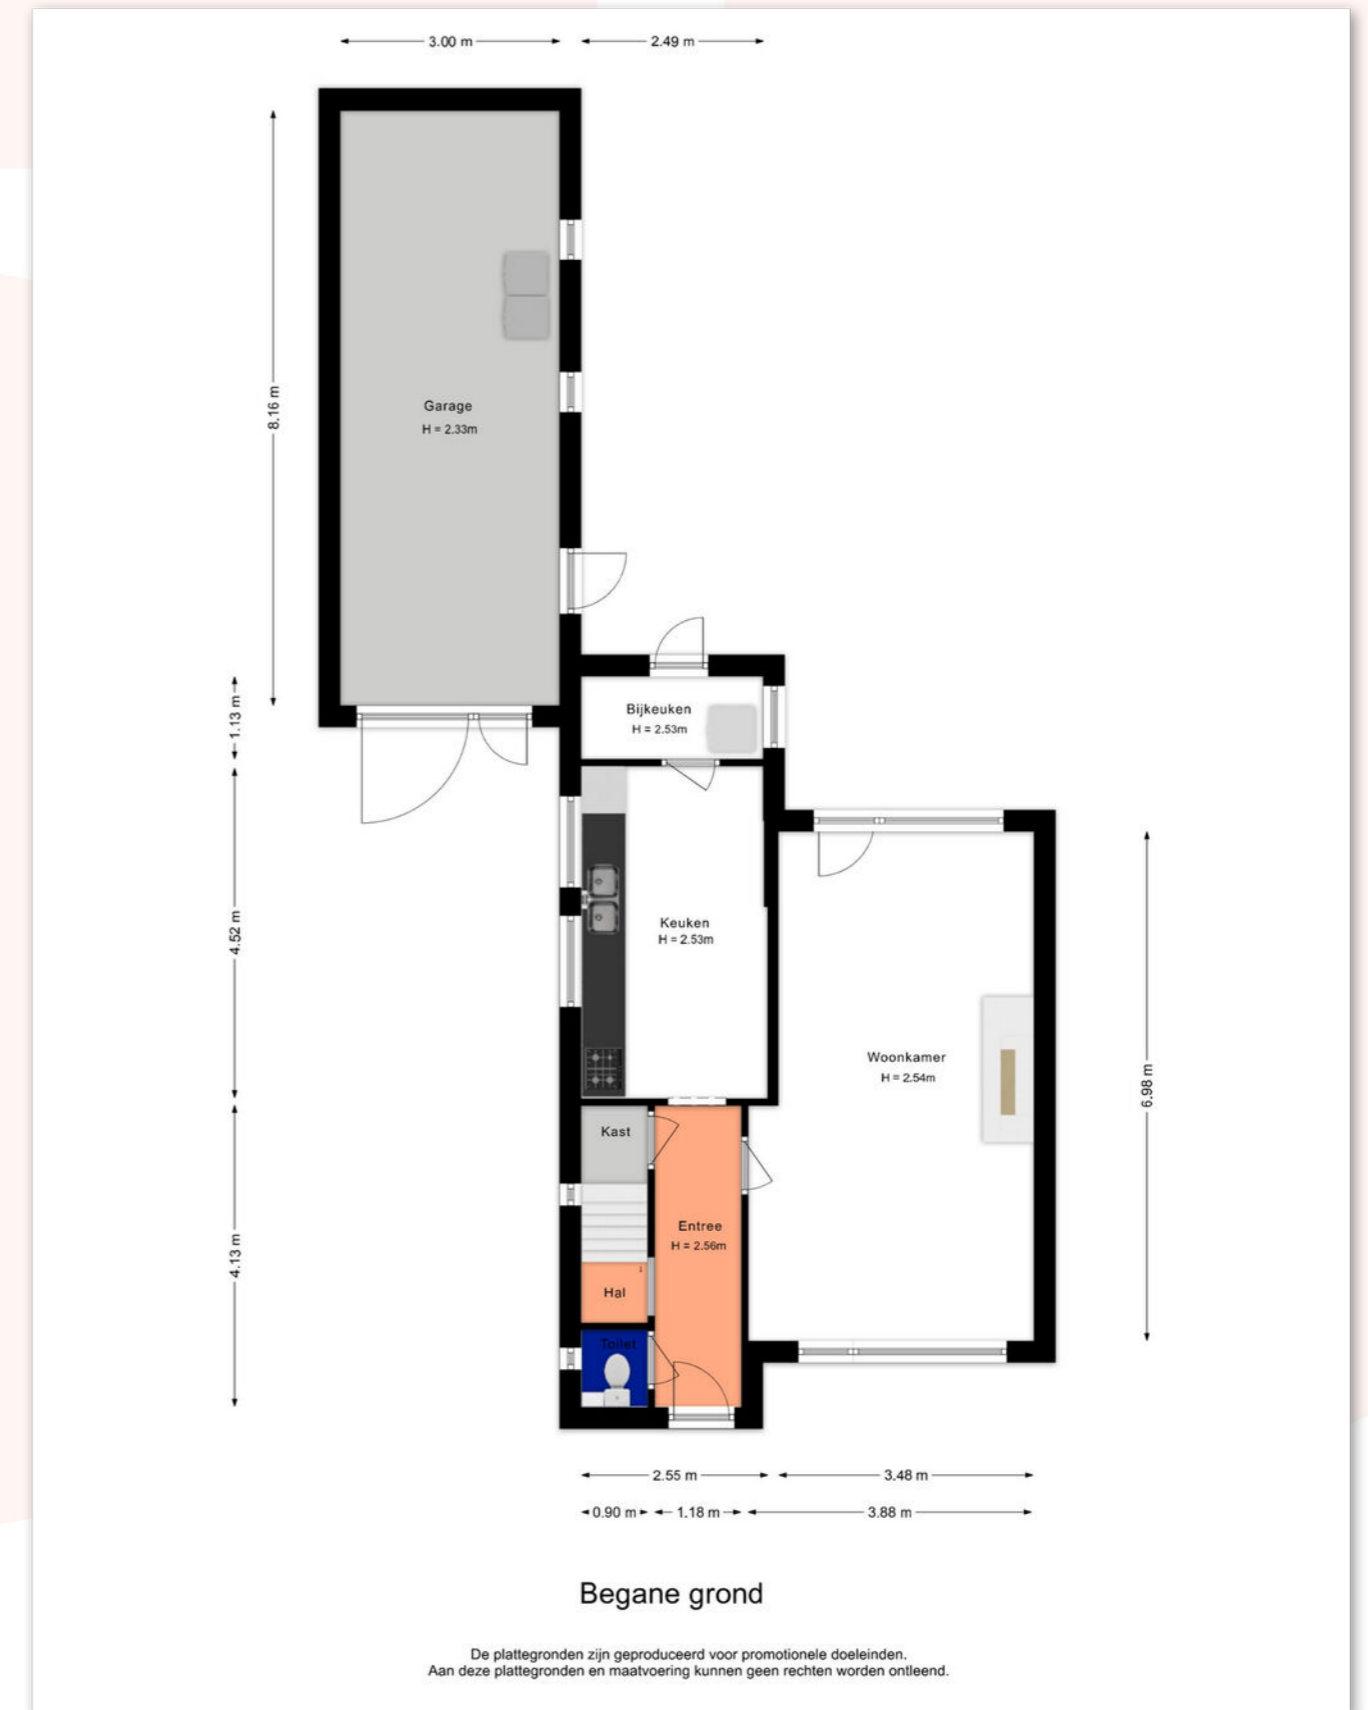 3.00 m
2.49 m
8.16 m
Garage
H = 2.33m
1.13 m
Bijkeuken
H = 2.53m
4.52 m
Keuken
H = 2.53m
Woonkamer
H = 2.54m
6.98 m
Kast
4.13 m
Entree
H = 2.56m
Hal
Toilet
2.55 m
3.48 m
0.90 m
1.18 m
3.88 m
Begane grond
De plattegronden zijn geproduceerd voor promotionele doeleinden.
Aan deze plattegronden en maatvoering kunnen geen rechten worden ontleend.